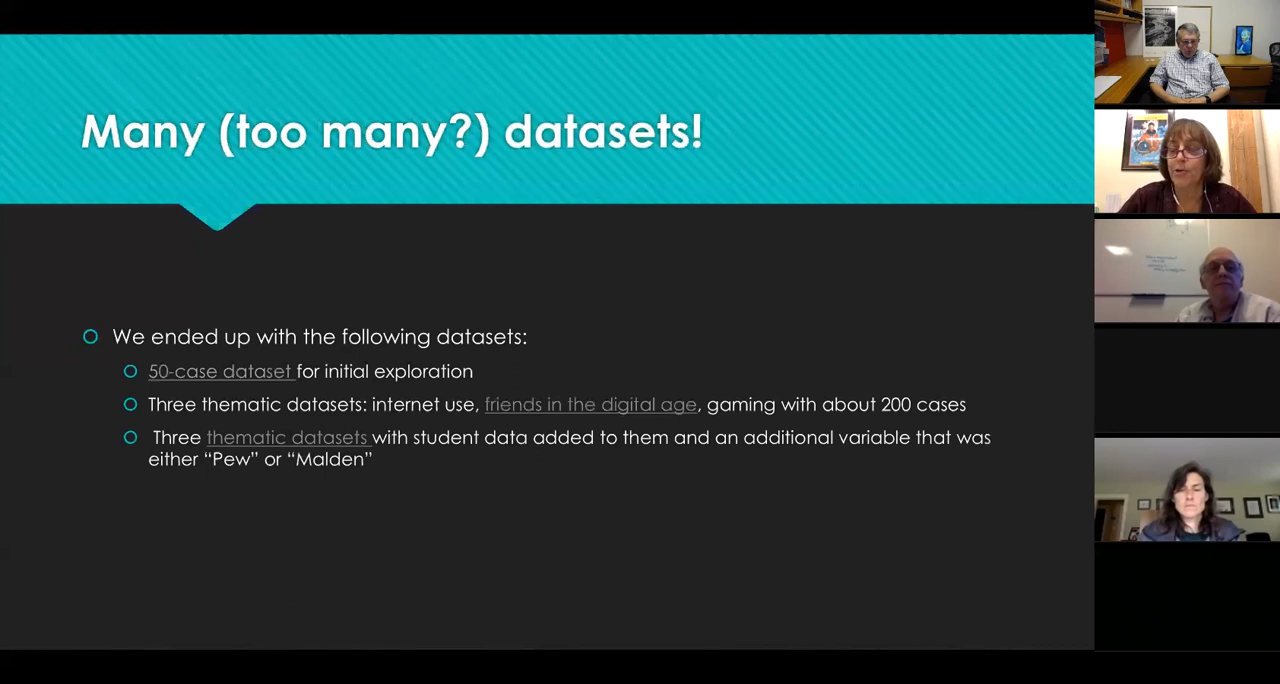 Many (too many?) datasets!
We ended up with the following datasets:
50-case dataset for initial exploration
Three thematic datasets: internet use, friends in the digital age, gaming with about 200 cases
Three thematic datasets with student data added to them and an additional variable that was
either “Pew” or “Malden”